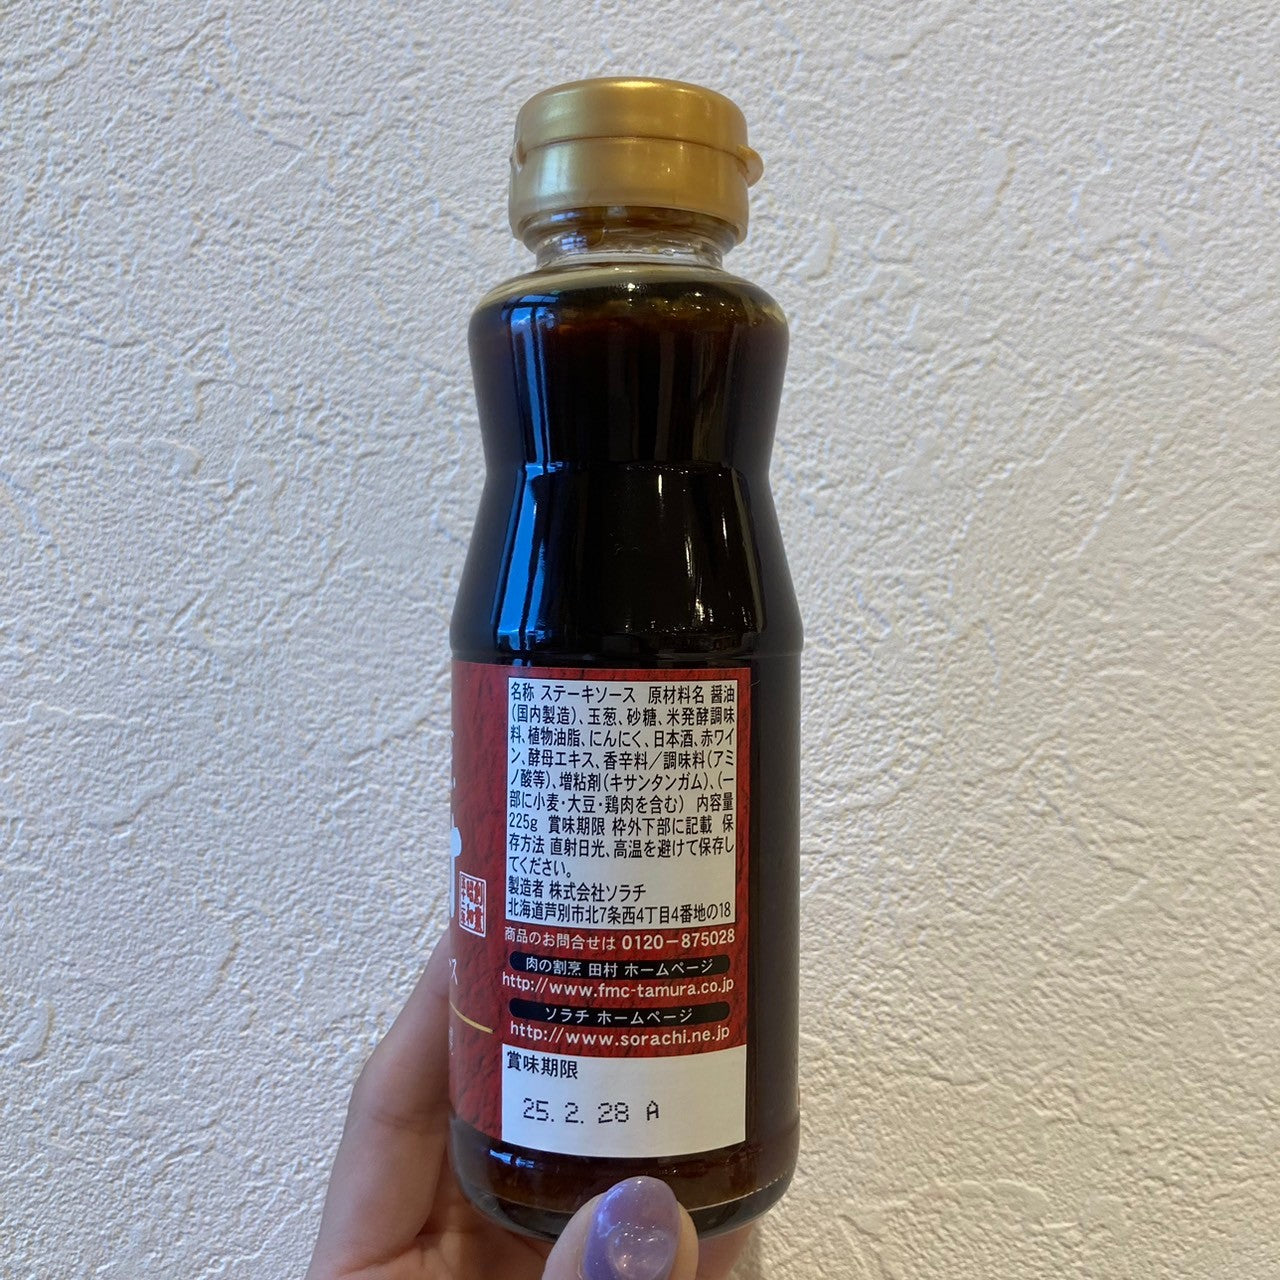 名称 ステーキソース 原材料名 醤油
(国内製造)、玉葱、砂糖、米発酵調味
料、植物油脂、にんにく、日本酒、赤ワイ
ン、酵母エキス、香辛料／調味料(アミ
ノ酸等)、増粘剤(キサンタンガム)、(一
部に小麦・大豆・鶏肉を含む) 内容量
225g 賞味期限 枠外下部に記載 保
存方法 直射日光、高温を避けて保存し
てください。
製造者 株式会社ソラチ
北海道芦別市北7条西4丁目4番地の18
商品のお問合せは 0120－875028
肉の割烹 田村 ホームページ
http://www.fmc-tamura.co.jp
ソラチ ホームページ
http://www.sorachi.ne.jp
賞味期限
25.2.28 A